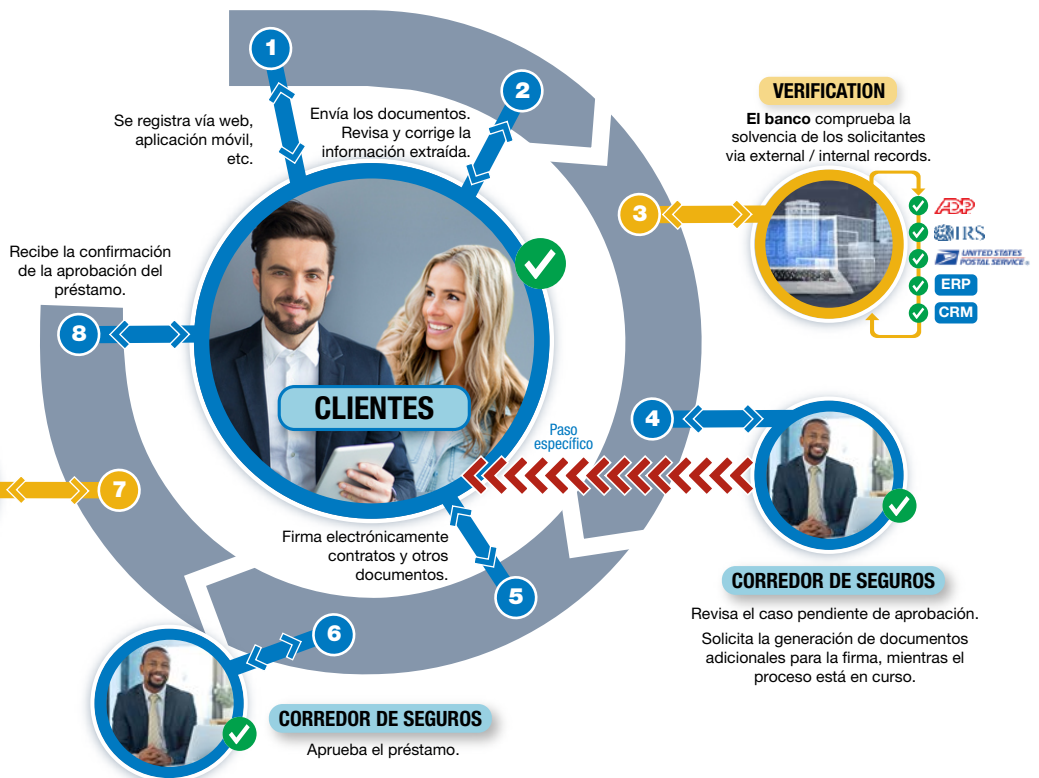 1
Se registra vía web,
aplicación móvil,
etc.
2
Envía los documentos.
Revisa y corrige la
información extraída.
VERIFICATION
El banco comprueba la
solvencia de los solicitantes
via external / internal records.
3
ADP
IRS
UNITED STATES
POSTAL SERVICE®
ERP
CRM
Recibe la confirmación
de la aprobación del
préstamo.
8
CLIENTES
Paso
específico
4
CORREDOR DE SEGUROS
Revisa el caso pendiente de aprobación.
Solicita la generación de documentos
adicionales para la firma, mientras el
proceso está en curso.
7
Firma electrónicamente
contratos y otros
documentos.
5
6
CORREDOR DE SEGUROS
Aprueba el préstamo.